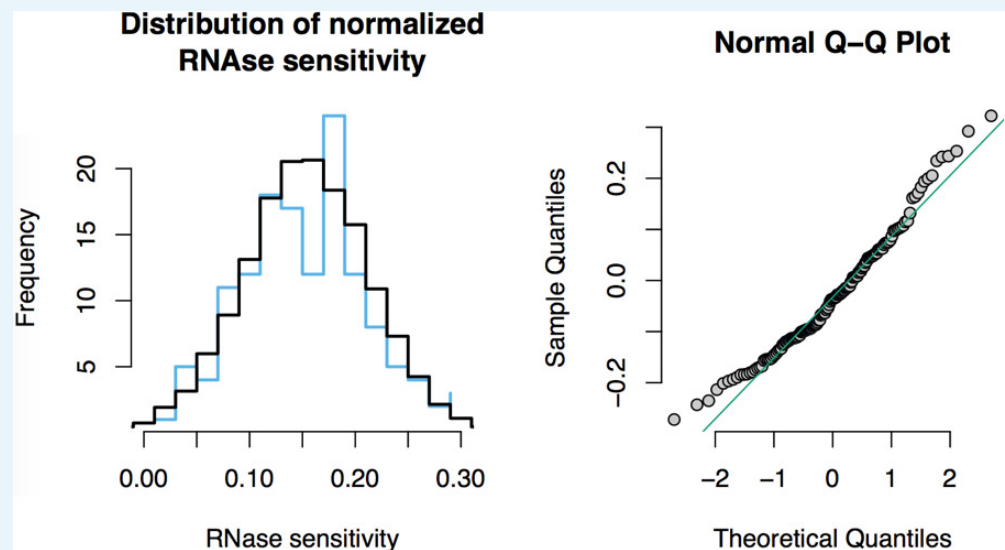 Distribution of normalized
RNAse sensitivity
Frequency
20
15
10
5
0.00 0.10 0.20 0.30
RNase sensitivity
Normal Q–Q Plot
Sample Quantiles
0.2
0.0
−0.2
−2 −1 0 1 2
Theoretical Quantiles